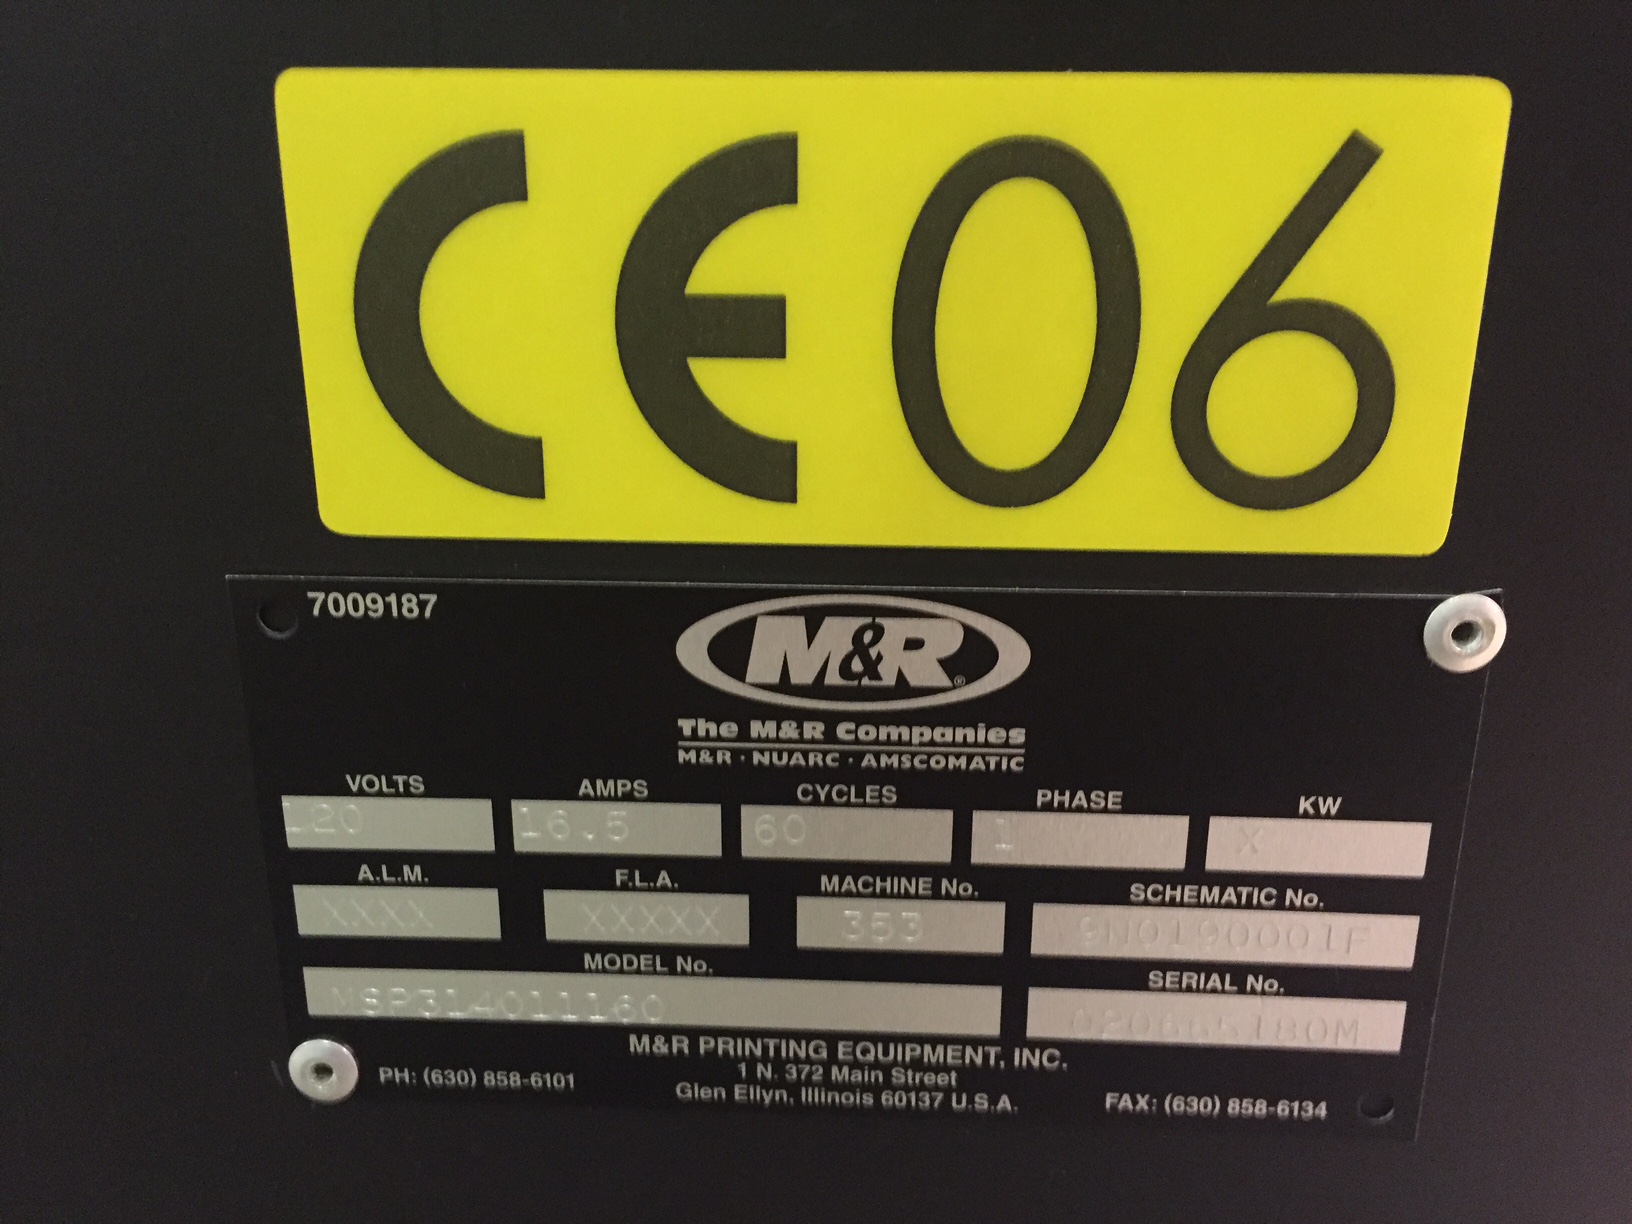 CE06
7009187
M&R®
The M&R Companies
M&R · NUARC · AMSCOMATIC
VOLTS AMPS CYCLES PHASE KW
120 16.5 60 1 X
A.L.M. F.L.A. MACHINE No. SCHEMATIC No.
XXXX XXXXX 353 9N0190001F
MODEL No. SERIAL No.
MSP314011160
M&R PRINTING EQUIPMENT, INC.
1 N. 372 Main Street
PH: (630) 858-6101 Glen Ellyn, Illinois 60137 U.S.A. FAX: (630) 858-6134